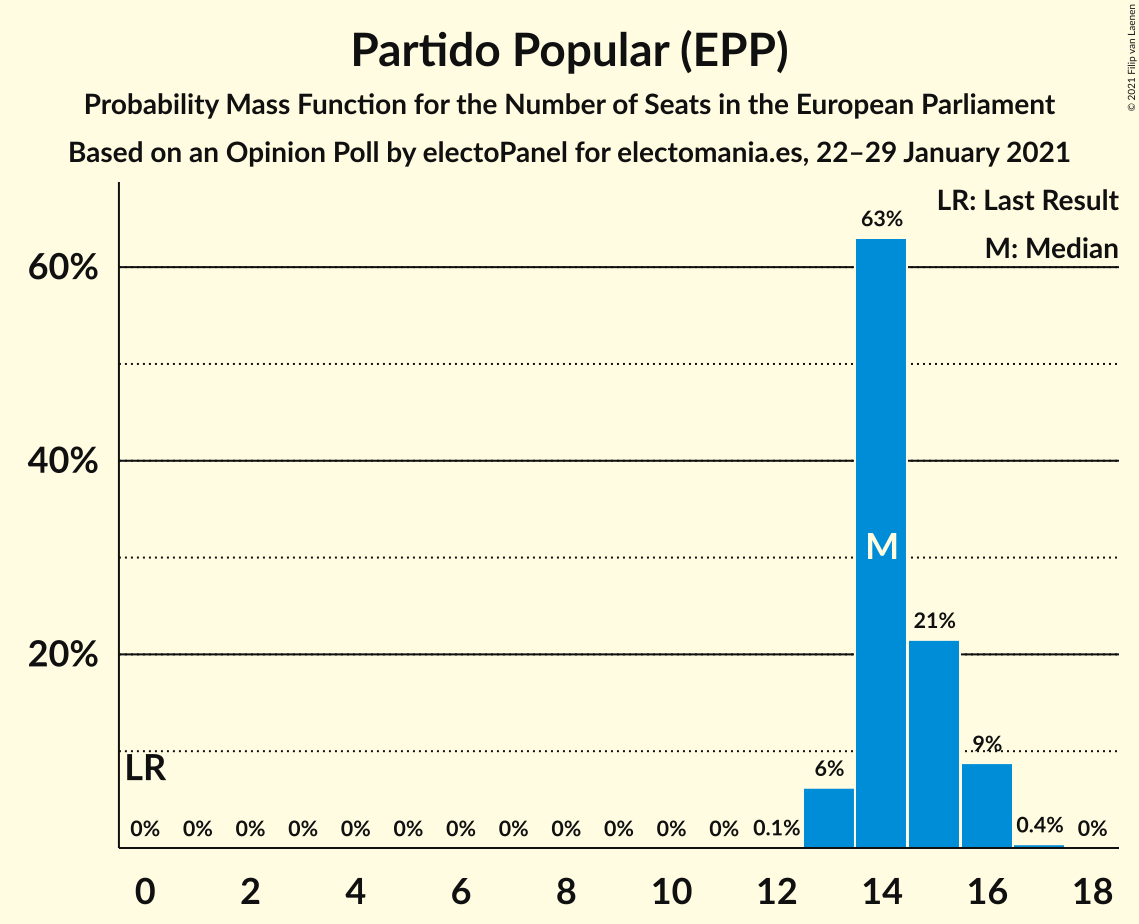 Partido Popular (EPP)
Probability Mass Function for the Number of Seats in the European Parliament
Based on an Opinion Poll by electoPanel for electomania.es, 22–29 January 2021
© 2021 Filip van Laenen
LR: Last Result
M: Median
63%
60%
40%
M
21%
20%
9%
6%
LR
0% 0% 0% 0% 0% 0% 0% 0% 0% 0% 0% 0% 0.1% 0.4% 0%
0 2 4 6 8 10 12 14 16 18